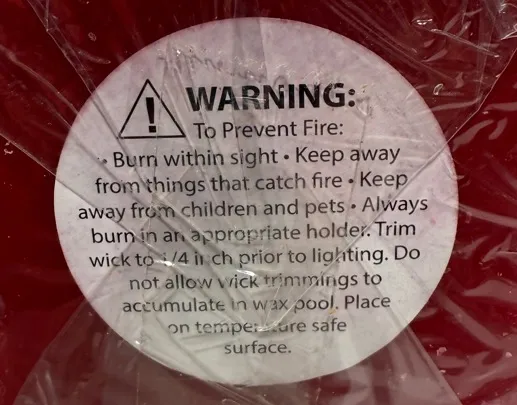 WARNING:
To Prevent Fire:
• Burn within sight • Keep away
from things that catch fire • Keep
away from children and pets • Always
burn in an appropriate holder. Trim
wick to 1/4 inch prior to lighting. Do
not allow wick trimmings to
accumulate in wax pool. Place
on temperature safe
surface.